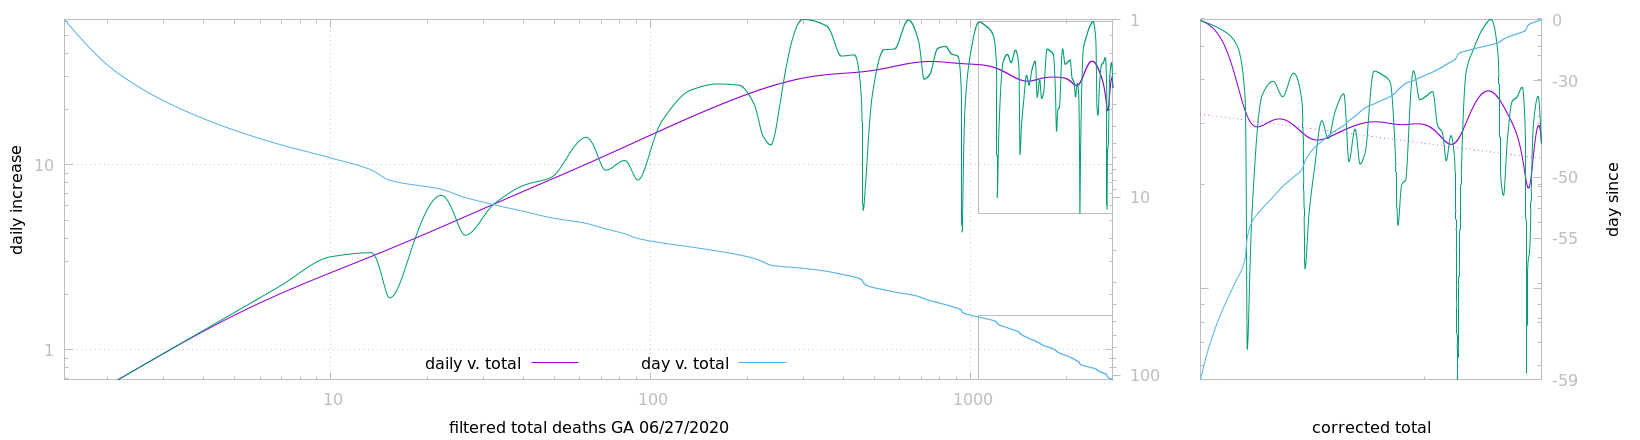 1
0
-30
10
10
daily increase
-50
day since
-55
1
daily v. total
day v. total
100
-59
10
100
1000
filtered total deaths GA 06/27/2020
corrected total